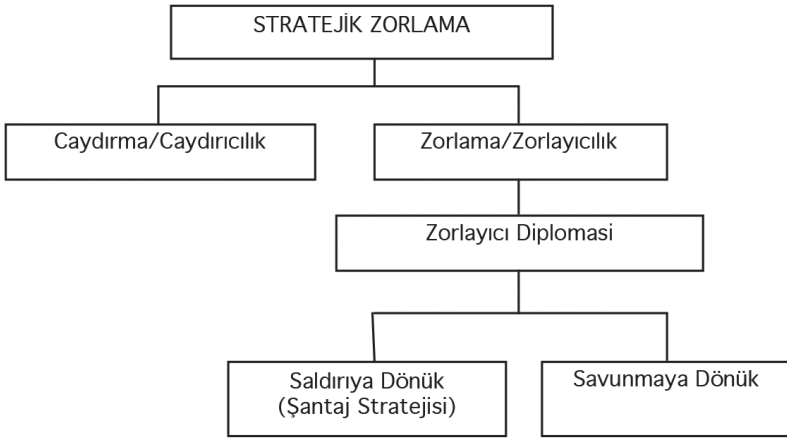 STRATEJİK ZORLAMA
Caydırma/Caydırıcılık
Zorlama/Zorlayıcılık
Zorlayıcı Diplomasi
Saldırıya Dönük
(Şantaj Stratejisi)
Savunmaya Dönük